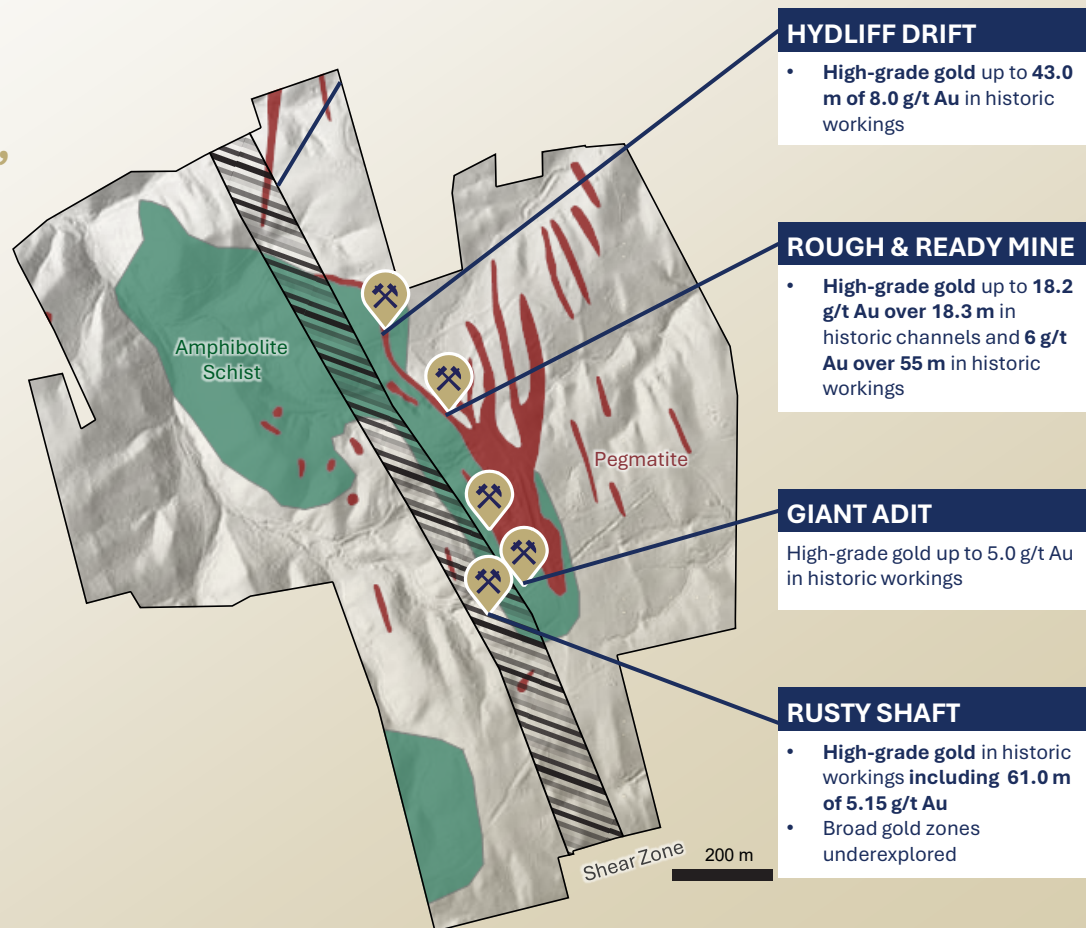 HYDLIFF DRIFT
• High-grade gold up to 43.0
m of 8.0 g/t Au in historic
workings
ROUGH & READY MINE
• High-grade gold up to 18.2
g/t Au over 18.3 m in
historic channels and 6 g/t
Au over 55 m in historic
workings
GIANT ADIT
High-grade gold up to 5.0 g/t Au
in historic workings
RUSTY SHAFT
• High-grade gold in historic
workings including 61.0 m
of 5.15 g/t Au
• Broad gold zones
underexplored
Amphibolite
Schist
Pegmatite
Shear Zone
200 m